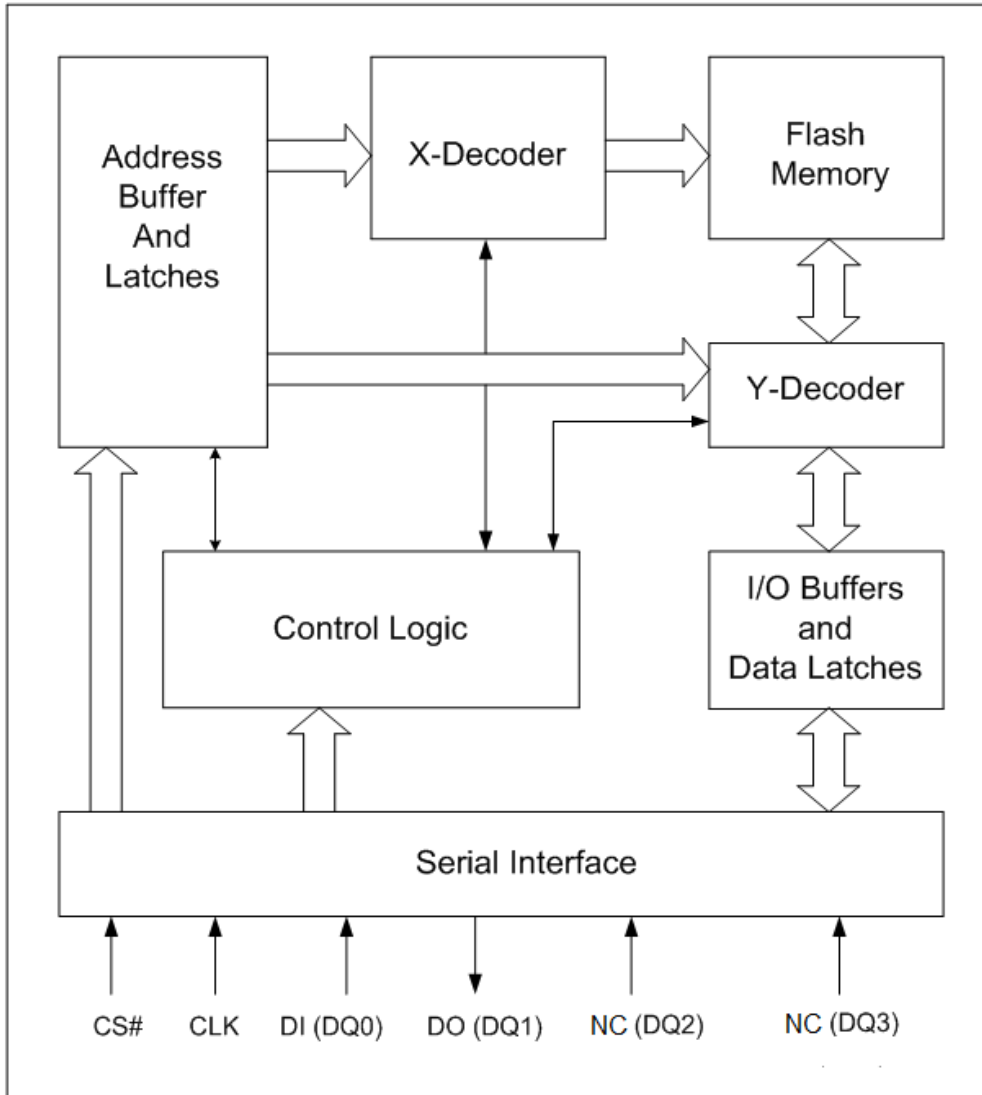 Address
Buffer
And
Latches
X-Decoder
Flash
Memory
Y-Decoder
Control Logic
I/O Buffers
and
Data Latches
Serial Interface
CS#
CLK
DI (DQ0)
DO (DQ1)
NC (DQ2)
NC (DQ3)